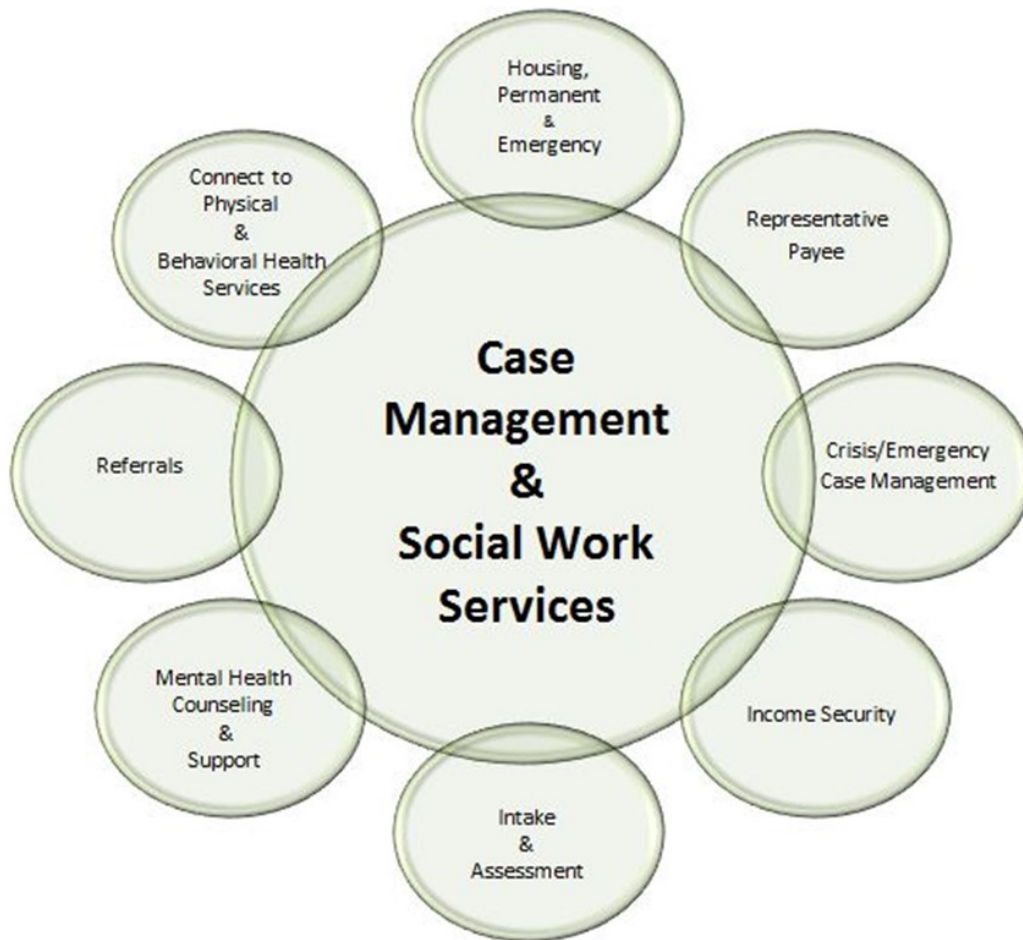 Housing,
Permanent
&
Emergency
Representative
Payee
Crisis/Emergency
Case Management
Income Security
Intake
&
Assessment
Mental Health
Counseling
&
Support
Referrals
Connect to
Physical
&
Behavioral Health
Services
Case
Management
&
Social Work
Services